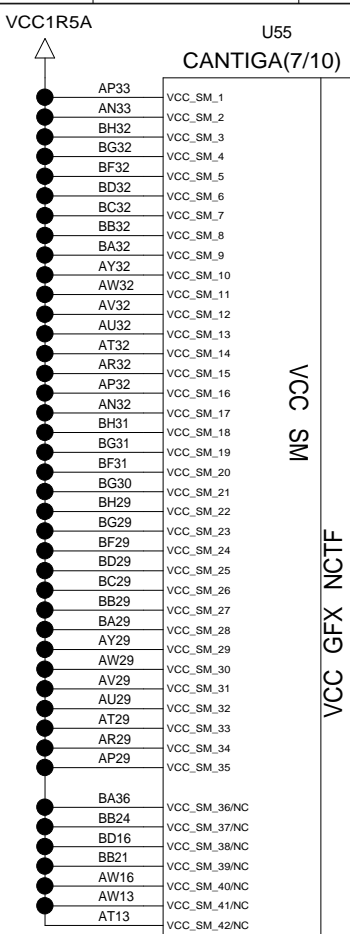 VCC1R5A
U55
CANTIGA(7/10)
AP33 VCC_SM_1
AN33 VCC_SM_2
BH32 VCC_SM_3
BG32 VCC_SM_4
BF32 VCC_SM_5
BD32 VCC_SM_6
BC32 VCC_SM_7
BB32 VCC_SM_8
BA32 VCC_SM_9
AY32 VCC_SM_10
AW32 VCC_SM_11
AV32 VCC_SM_12
AU32 VCC_SM_13
AT32 VCC_SM_14
AR32 VCC_SM_15
AP32 VCC_SM_16
AN32 VCC_SM_17
BH31 VCC_SM_18
BG31 VCC_SM_19
BF31 VCC_SM_20
BG30 VCC_SM_21
BH29 VCC_SM_22
BG29 VCC_SM_23
BF29 VCC_SM_24
BD29 VCC_SM_25
BC29 VCC_SM_26
BB29 VCC_SM_27
BA29 VCC_SM_28
AY29 VCC_SM_29
AW29 VCC_SM_30
AV29 VCC_SM_31
AU29 VCC_SM_32
AT29 VCC_SM_33
AR29 VCC_SM_34
AP29 VCC_SM_35
BA36 VCC_SM_36/NC
BB24 VCC_SM_37/NC
BD16 VCC_SM_38/NC
BB21 VCC_SM_39/NC
AW16 VCC_SM_40/NC
AW13 VCC_SM_41/NC
AT13 VCC_SM_42/NC
VCC SM
VCC GFX NCTF